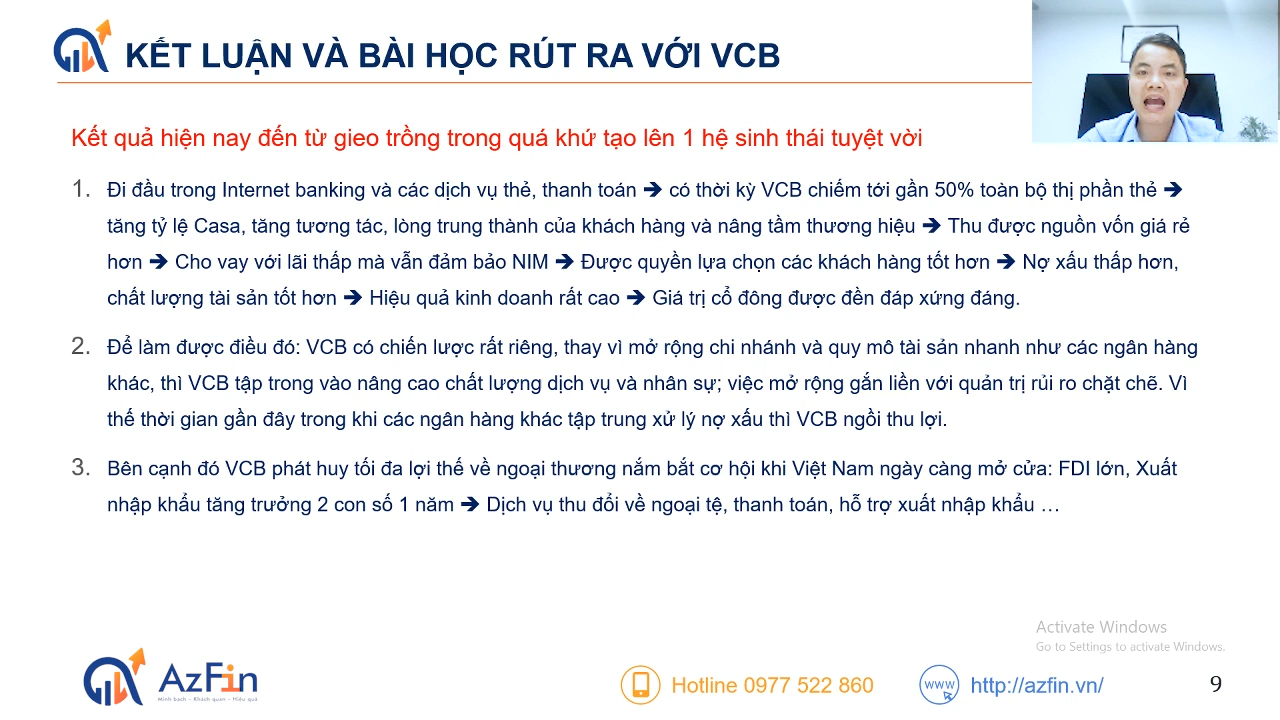 KẾT LUẬN VÀ BÀI HỌC RÚT RA VỚI VCB
Kết quả hiện nay đến từ gieo trồng trong quá khứ tạo lên 1 hệ sinh thái tuyệt vời
1. Đi đầu trong Internet banking và các dịch vụ thẻ, thanh toán ➔ có thời kỳ VCB chiếm tới gần 50% toàn bộ thị phần thẻ ➔
tăng tỷ lệ Casa, tăng tương tác, lòng trung thành của khách hàng và nâng tầm thương hiệu ➔ Thu được nguồn vốn giá rẻ
hơn ➔ Cho vay với lãi thấp mà vẫn đảm bảo NIM ➔ Được quyền lựa chọn các khách hàng tốt hơn ➔ Nợ xấu thấp hơn,
chất lượng tài sản tốt hơn ➔ Hiệu quả kinh doanh rất cao ➔ Giá trị cổ đông được đền đáp xứng đáng.
2. Để làm được điều đó: VCB có chiến lược rất riêng, thay vì mở rộng chi nhánh và quy mô tài sản nhanh như các ngân hàng
khác, thì VCB tập trong vào nâng cao chất lượng dịch vụ và nhân sự; việc mở rộng gắn liền với quản trị rủi ro chặt chẽ. Vì
thế thời gian gần đây trong khi các ngân hàng khác tập trung xử lý nợ xấu thì VCB ngồi thu lợi.
3. Bên cạnh đó VCB phát huy tối đa lợi thế về ngoại thương nắm bắt cơ hội khi Việt Nam ngày càng mở cửa: FDI lớn, Xuất
nhập khẩu tăng trưởng 2 con số 1 năm ➔ Dịch vụ thu đổi về ngoại tệ, thanh toán, hỗ trợ xuất nhập khẩu …
Activate Windows
Go to Settings to activate Windows.
AzFin
Minh bạch - Khách quan - Hiệu quả
Hotline 0977 522 860
www
http://azfin.vn/
9